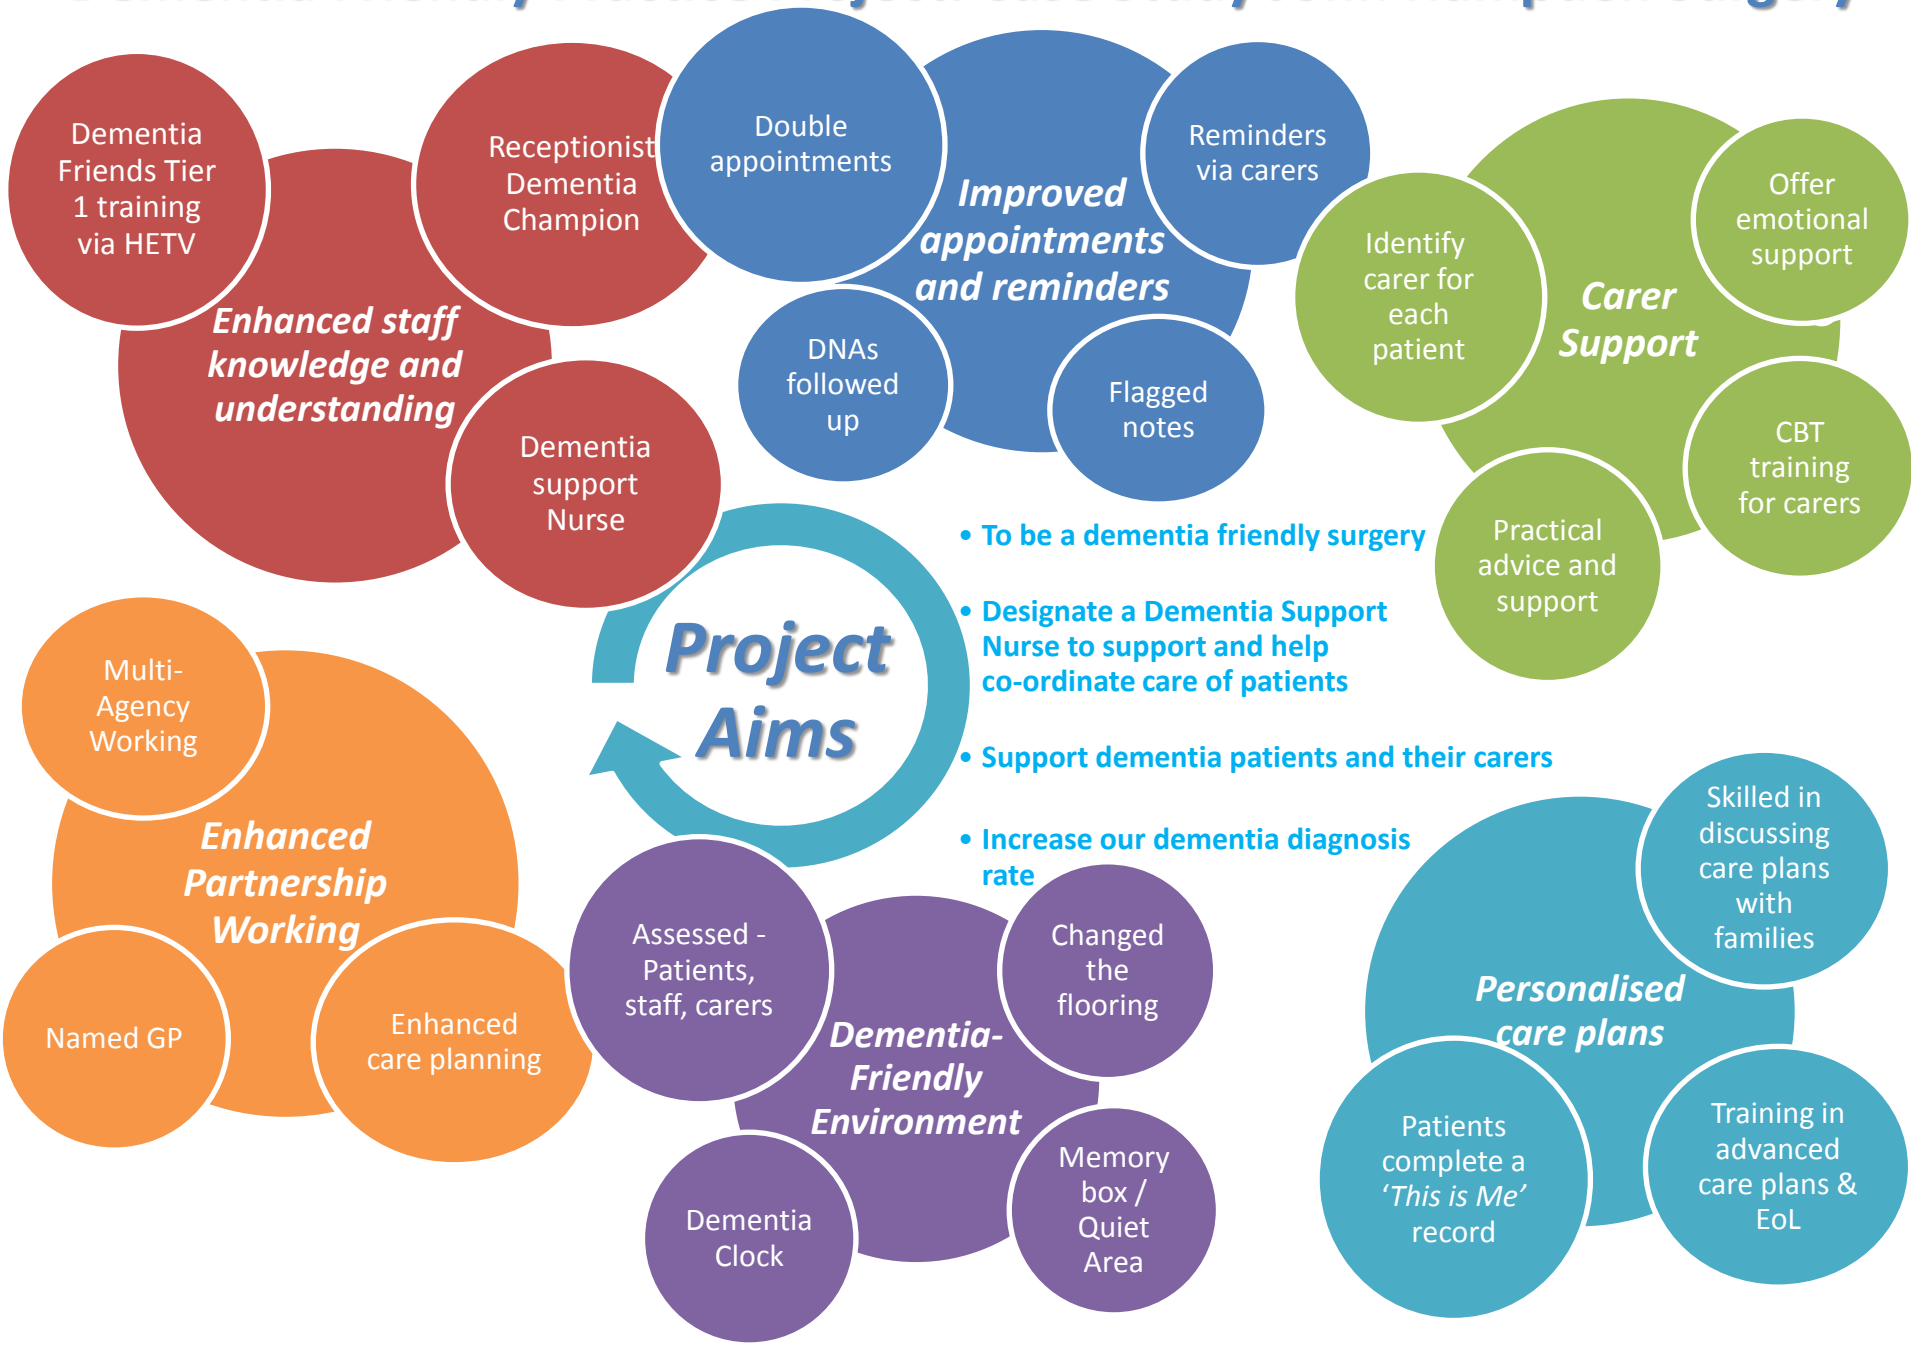 Dementia
Friends Tier
1 training
via HETV
Receptionist
Dementia
Champion
Enhanced staff
knowledge and
understanding
Dementia
support
Nurse
Double
appointments
Reminders
via carers
Improved
appointments
and reminders
DNAs
followed
up
Flagged
notes
Identify
carer for
each
patient
Offer
emotional
support
Carer
Support
CBT
training
for carers
Practical
advice and
support
Project
Aims
• To be a dementia friendly surgery
• Designate a Dementia Support
Nurse to support and help
co-ordinate care of patients
• Support dementia patients and their carers
• Increase our dementia diagnosis
rate
Multi-
Agency
Working
Enhanced
Partnership
Working
Named GP
Enhanced
care planning
Assessed -
Patients,
staff, carers
Changed
the
flooring
Dementia-
Friendly
Environment
Dementia
Clock
Memory
box /
Quiet
Area
Skilled in
discussing
care plans
with
families
Personalised
care plans
Patients
complete a
‘This is Me’
record
Training in
advanced
care plans &
EoL